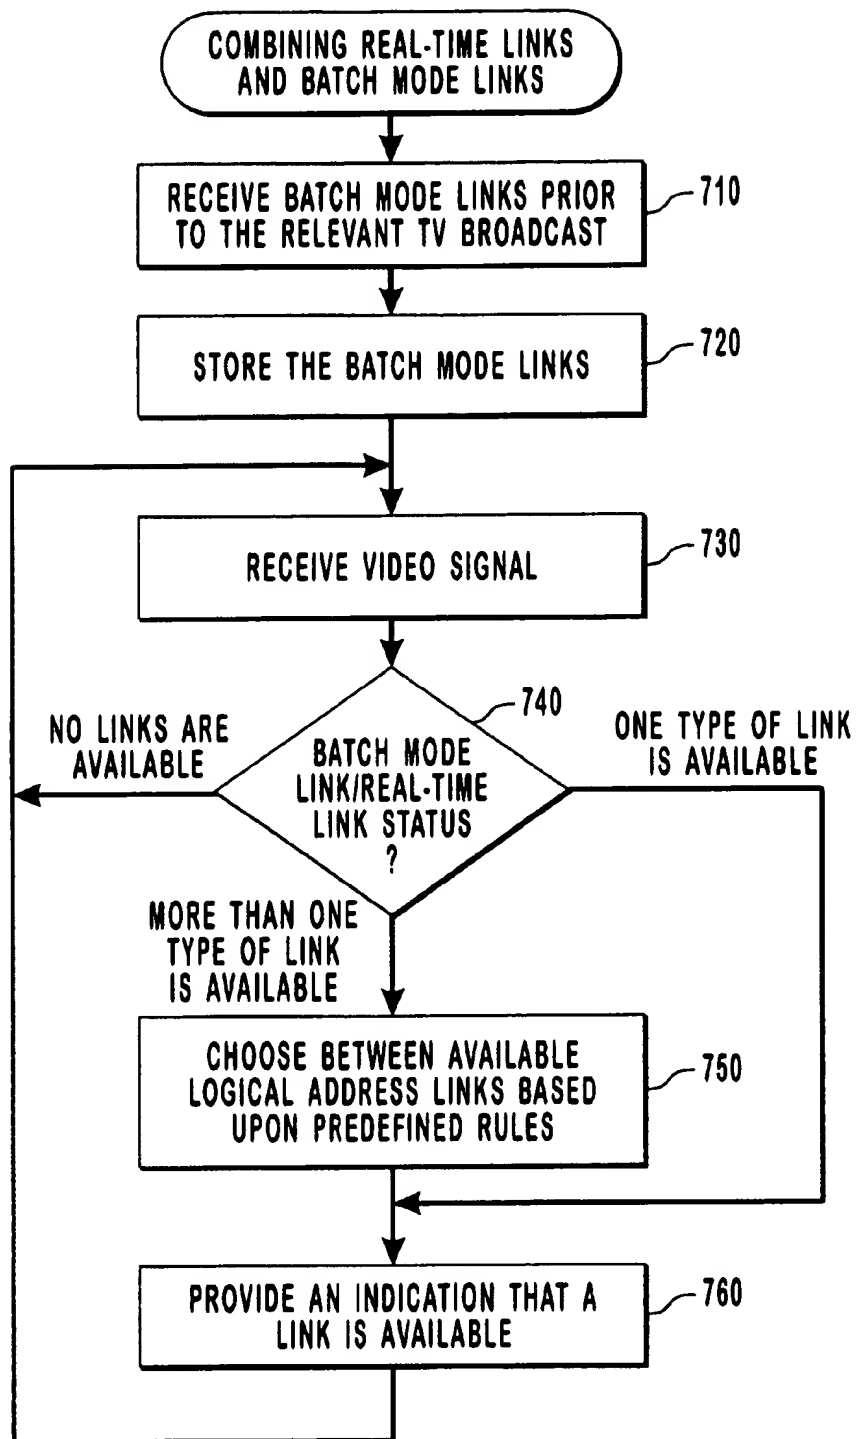 COMBINING REAL-TIME LINKS
AND BATCH MODE LINKS
RECEIVE BATCH MODE LINKS PRIOR
TO THE RELEVANT TV BROADCAST
710
STORE THE BATCH MODE LINKS
720
RECEIVE VIDEO SIGNAL
730
740
NO LINKS ARE
AVAILABLE
BATCH MODE
LINK/REAL-TIME
LINK STATUS
?
ONE TYPE OF LINK
IS AVAILABLE
MORE THAN ONE
TYPE OF LINK
IS AVAILABLE
CHOOSE BETWEEN AVAILABLE
LOGICAL ADDRESS LINKS BASED
UPON PREDEFINED RULES
750
PROVIDE AN INDICATION THAT A
LINK IS AVAILABLE
760